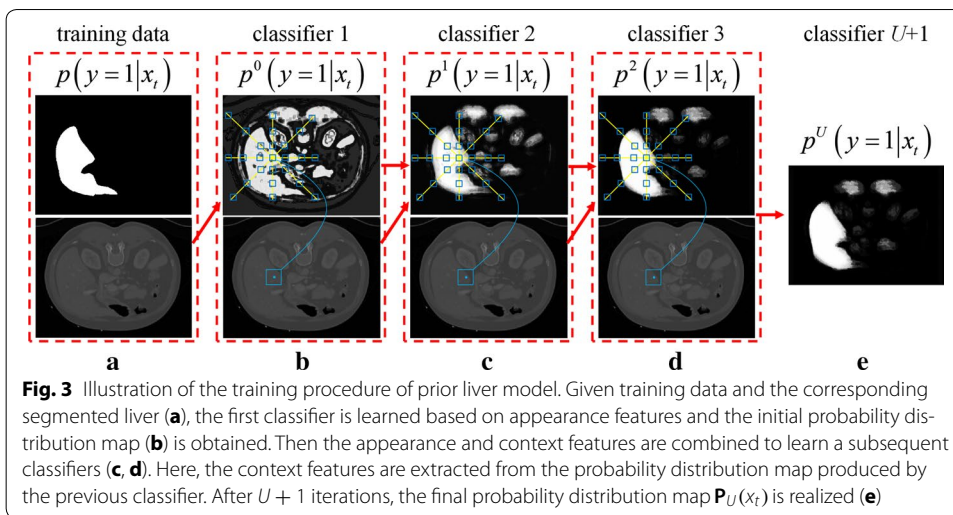 training data classifier 1 classifier 2 classifier 3 classifier U+1
p(y=1|x_t) p^0(y=1|x_t) p^1(y=1|x_t) p^2(y=1|x_t)
p^U(y=1|x_t)
a b c d e
Fig. 3 Illustration of the training procedure of prior liver model. Given training data and the corresponding
segmented liver (a), the first classifier is learned based on appearance features and the initial probability dis-
tribution map (b) is obtained. Then the appearance and context features are combined to learn a subsequent
classifiers (c, d). Here, the context features are extracted from the probability distribution map produced by
the previous classifier. After U + 1 iterations, the final probability distribution map P_U(x_t) is realized (e)